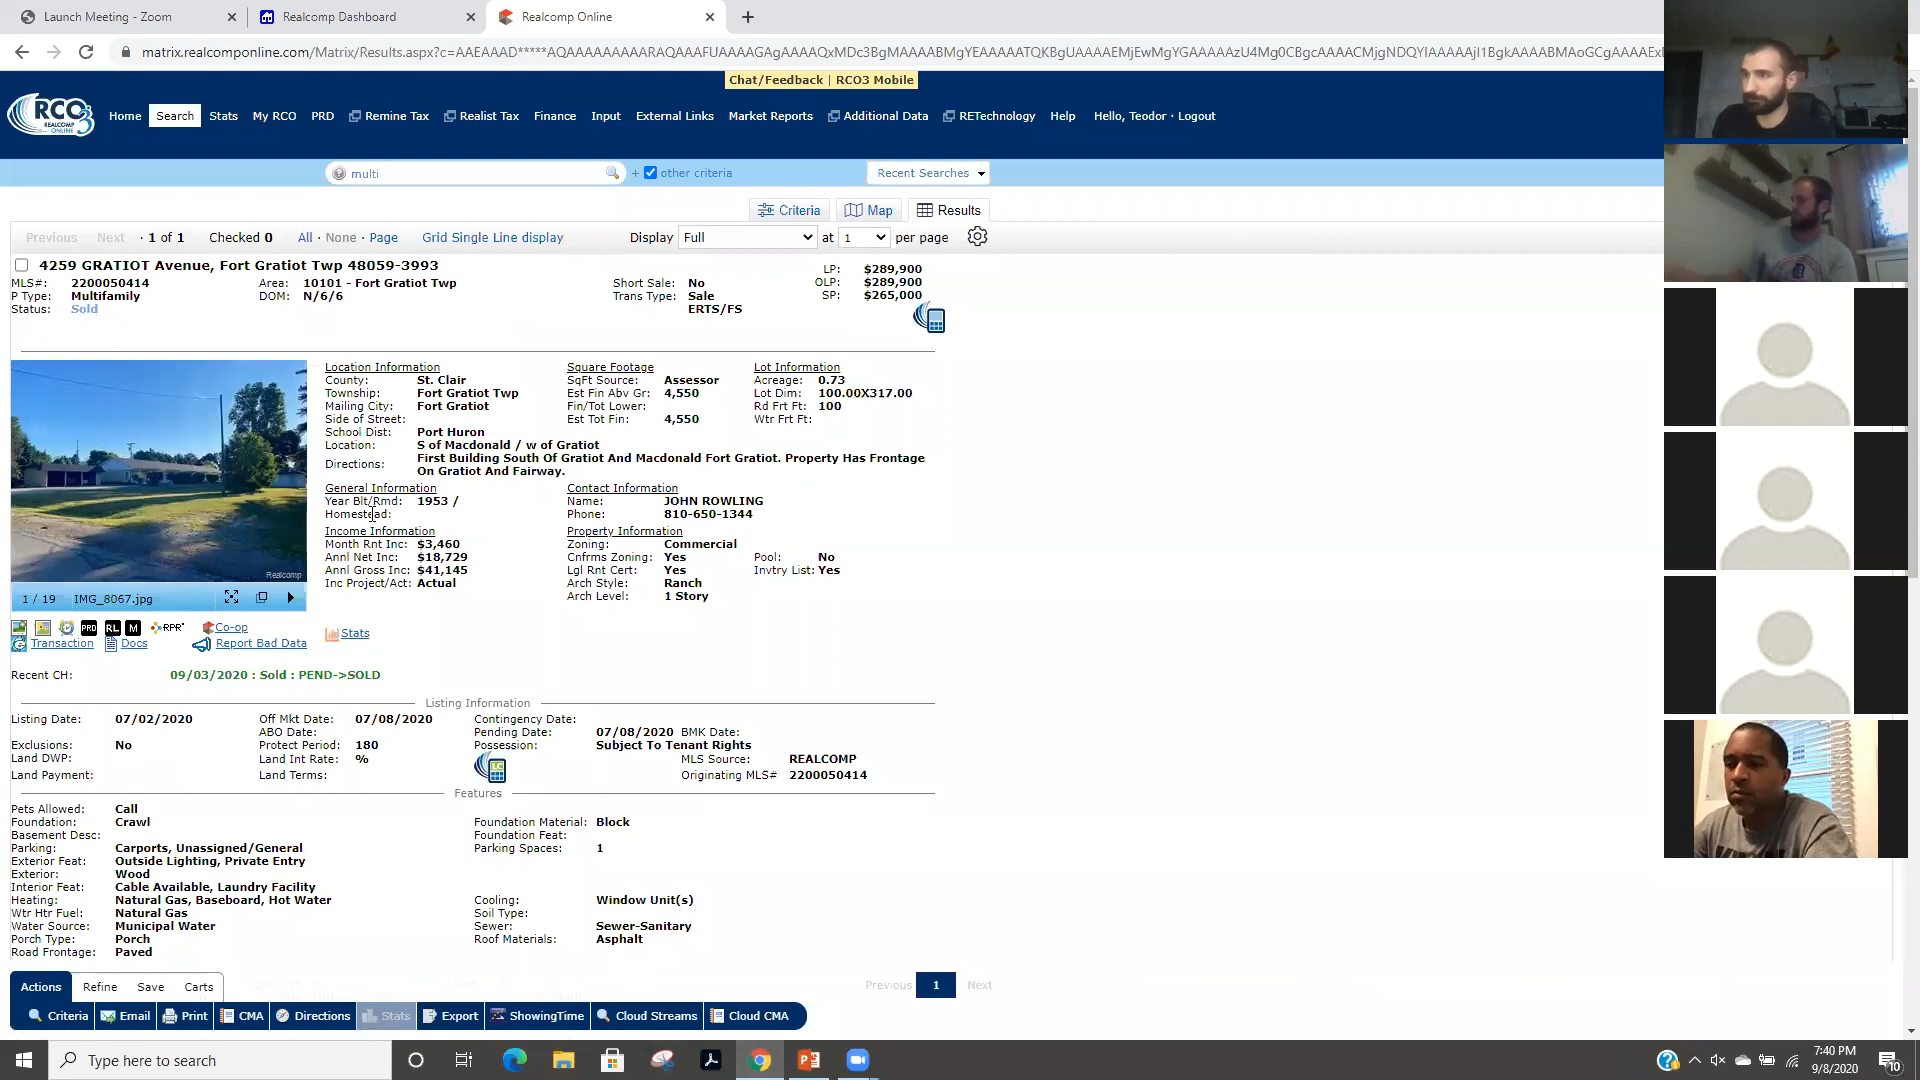 Launch Meeting - Zoom
Realcomp Dashboard
Realcomp Online
matrix.realcomponline.com/Matrix/Results.aspx?c=AAEAAAD*****AQAAAAAAAAARAQAAAFUAAAAGAgAAAAQxMDc3BgMAAAABMgYEAAAAATQKBgUAAAAEMjEwMgYGAAAAAzU4Mg0CBgcAAAACMjgNDQYIAAAAAjI1BgkAAAABMAoGCgAAAAExD
Chat/Feedback | RCO3 Mobile
RCO3 REALCOMP ONLINE
Home Search Stats My RCO PRD Remine Tax Realist Tax Finance Input External Links Market Reports Additional Data RETechnology Help Hello, Teodor · Logout
multi + other criteria Recent Searches
Criteria Map Results
Previous Next · 1 of 1 Checked 0 All · None · Page Grid Single Line display Display Full at 1 per page
4259 GRATIOT Avenue, Fort Gratiot Twp 48059-3993 LP: $289,900
MLS#: 2200050414 Area: 10101 - Fort Gratiot Twp Short Sale: No OLP: $289,900
P Type: Multifamily DOM: N/6/6 Trans Type: Sale SP: $265,000
Status: Sold ERTS/FS
Location Information Square Footage Lot Information
County: St. Clair SqFt Source: Assessor Acreage: 0.73
Township: Fort Gratiot Twp Est Fin Abv Gr: 4,550 Lot Dim: 100.00X317.00
Mailing City: Fort Gratiot Fin/Tot Lower: Rd Frt Ft: 100
Side of Street: Est Tot Fin: 4,550 Wtr Frt Ft:
School Dist: Port Huron
Location: S of Macdonald / w of Gratiot
Directions: First Building South Of Gratiot And Macdonald Fort Gratiot. Property Has Frontage
On Gratiot And Fairway.
General Information Contact Information
Year Blt/Rmd: 1953 / Name: JOHN ROWLING
Homestead: Phone: 810-650-1344
Income Information Property Information
Month Rnt Inc: $3,460 Zoning: Commercial
Annl Net Inc: $18,729 Cnfrms Zoning: Yes Pool: No
Annl Gross Inc: $41,145 Lgl Rnt Cert: Yes Invtry List: Yes
Inc Project/Act: Actual Arch Style: Ranch
Arch Level: 1 Story
Realcomp
1 / 19 IMG_8067.jpg
PRD RL M RPR Co-op
Transaction Docs Report Bad Data Stats
Recent CH: 09/03/2020 : Sold : PEND->SOLD
Listing Information
Listing Date: 07/02/2020 Off Mkt Date: 07/08/2020 Contingency Date:
ABO Date: Pending Date: 07/08/2020 BMK Date:
Exclusions: No Protect Period: 180 Possession: Subject To Tenant Rights
Land DWP: Land Int Rate: % MLS Source: REALCOMP
Land Payment: Land Terms: LC Originating MLS# 2200050414
Features
Pets Allowed: Call
Foundation: Crawl Foundation Material: Block
Basement Desc: Foundation Feat:
Parking: Carports, Unassigned/General Parking Spaces: 1
Exterior Feat: Outside Lighting, Private Entry
Exterior: Wood
Interior Feat: Cable Available, Laundry Facility
Heating: Natural Gas, Baseboard, Hot Water Cooling: Window Unit(s)
Wtr Htr Fuel: Natural Gas Soil Type:
Water Source: Municipal Water Sewer: Sewer-Sanitary
Porch Type: Porch Roof Materials: Asphalt
Road Frontage: Paved
Actions Refine Save Carts Previous 1 Next
Criteria Email Print CMA Directions Stats Export ShowingTime Cloud Streams Cloud CMA
Type here to search
7:40 PM
9/8/2020
10